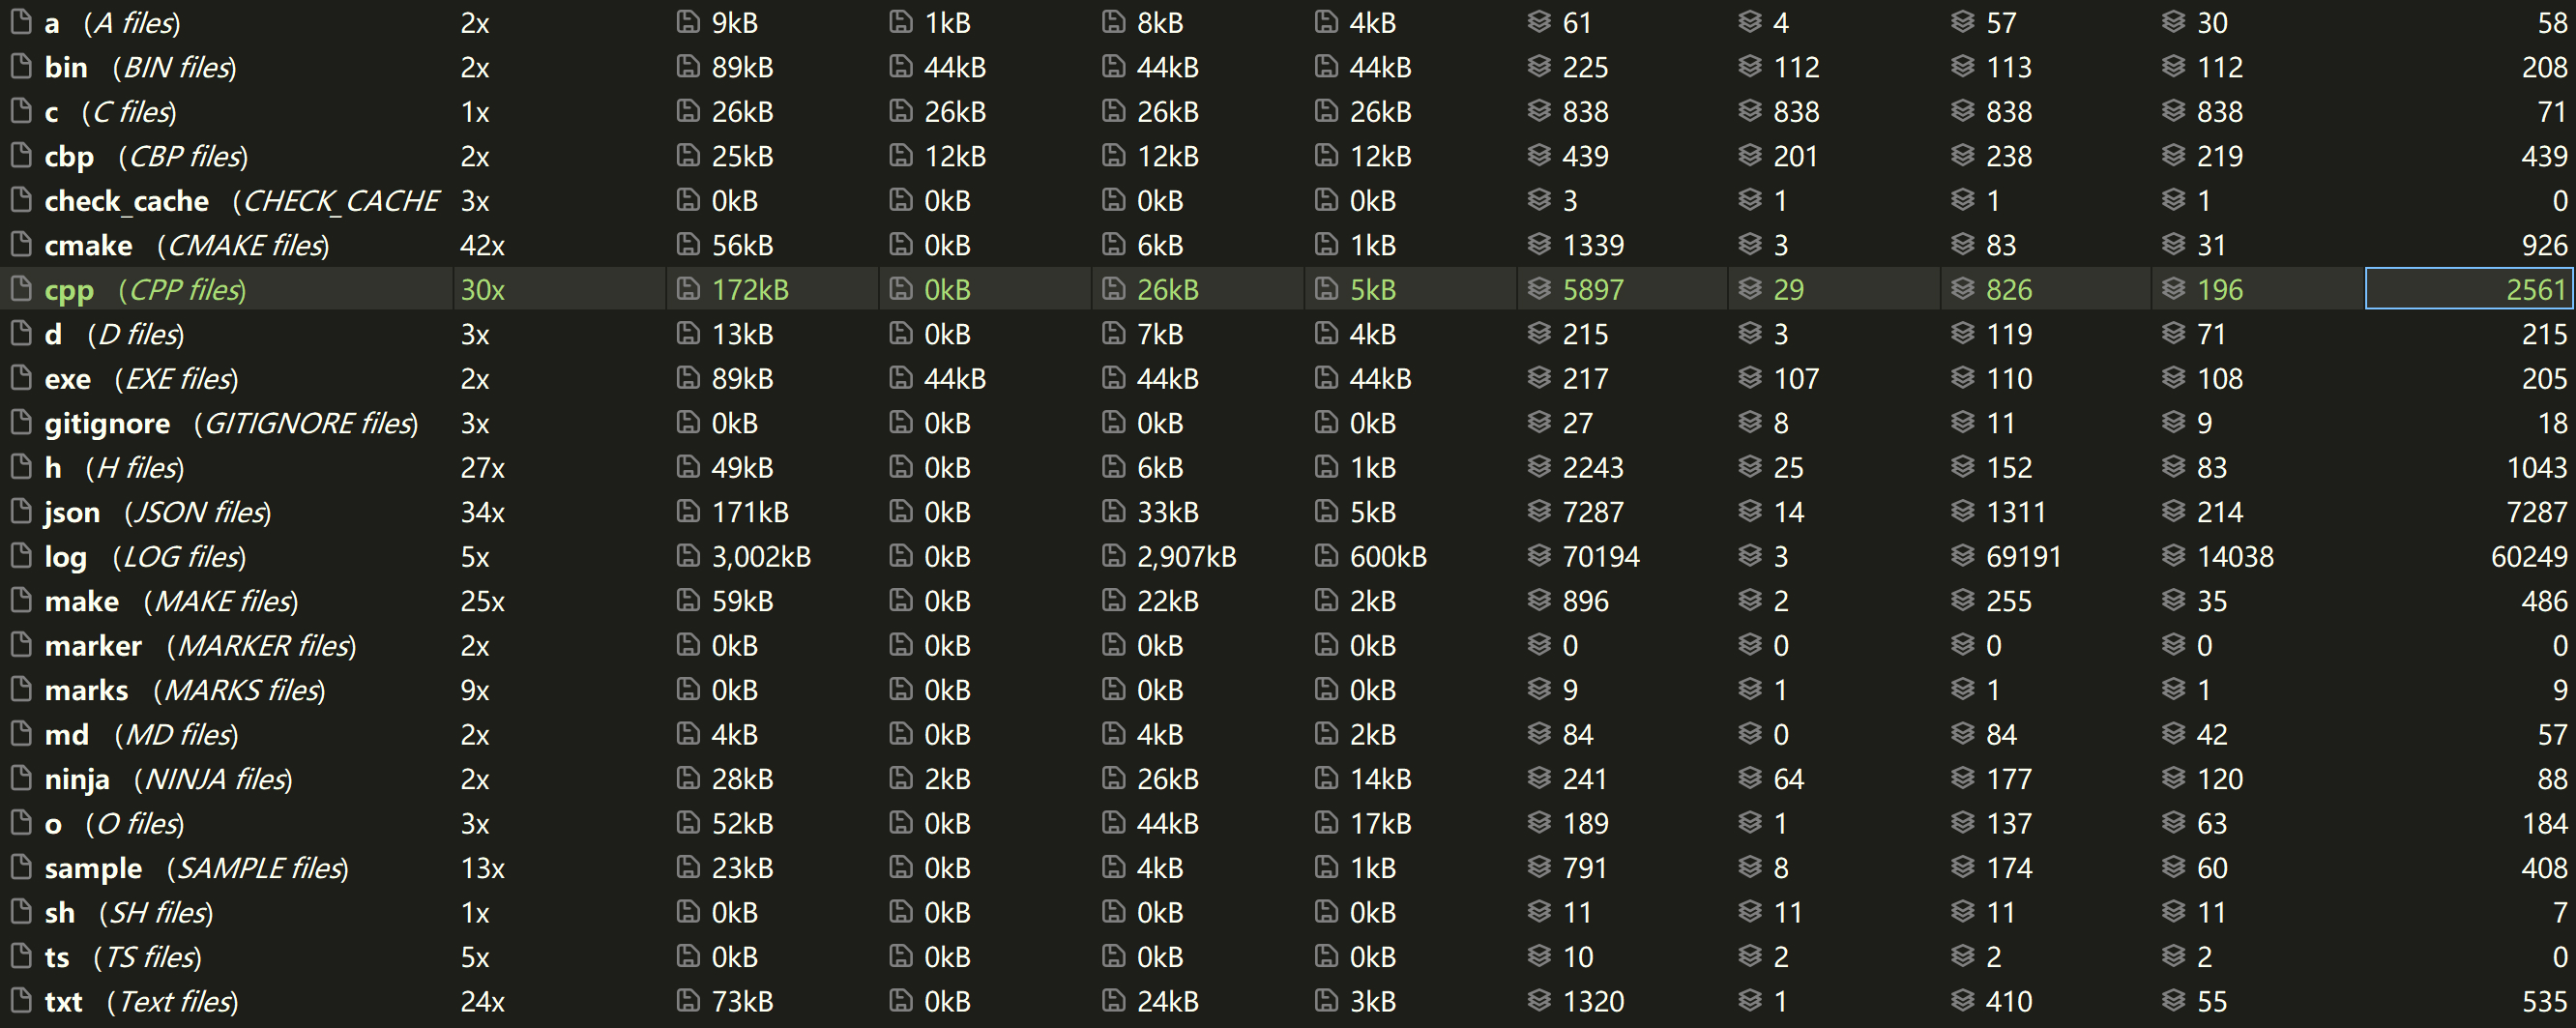 a (A files) 2x 9kB 1kB 8kB 4kB 61 4 57 30 58
bin (BIN files) 2x 89kB 44kB 44kB 44kB 225 112 113 112 208
c (C files) 1x 26kB 26kB 26kB 26kB 838 838 838 838 71
cbp (CBP files) 2x 25kB 12kB 12kB 12kB 439 201 238 219 439
check_cache (CHECK_CACHE 3x 0kB 0kB 0kB 0kB 3 1 1 1 0
cmake (CMAKE files) 42x 56kB 0kB 6kB 1kB 1339 3 83 31 926
cpp (CPP files) 30x 172kB 0kB 26kB 5kB 5897 29 826 196 2561
d (D files) 3x 13kB 0kB 7kB 4kB 215 3 119 71 215
exe (EXE files) 2x 89kB 44kB 44kB 44kB 217 107 110 108 205
gitignore (GITIGNORE files) 3x 0kB 0kB 0kB 0kB 27 8 11 9 18
h (H files) 27x 49kB 0kB 6kB 1kB 2243 25 152 83 1043
json (JSON files) 34x 171kB 0kB 33kB 5kB 7287 14 1311 214 7287
log (LOG files) 5x 3,002kB 0kB 2,907kB 600kB 70194 3 69191 14038 60249
make (MAKE files) 25x 59kB 0kB 22kB 2kB 896 2 255 35 486
marker (MARKER files) 2x 0kB 0kB 0kB 0kB 0 0 0 0 0
marks (MARKS files) 9x 0kB 0kB 0kB 0kB 9 1 1 1 9
md (MD files) 2x 4kB 0kB 4kB 2kB 84 0 84 42 57
ninja (NINJA files) 2x 28kB 2kB 26kB 14kB 241 64 177 120 88
o (O files) 3x 52kB 0kB 44kB 17kB 189 1 137 63 184
sample (SAMPLE files) 13x 23kB 0kB 4kB 1kB 791 8 174 60 408
sh (SH files) 1x 0kB 0kB 0kB 0kB 11 11 11 11 7
ts (TS files) 5x 0kB 0kB 0kB 0kB 10 2 2 2 0
txt (Text files) 24x 73kB 0kB 24kB 3kB 1320 1 410 55 535